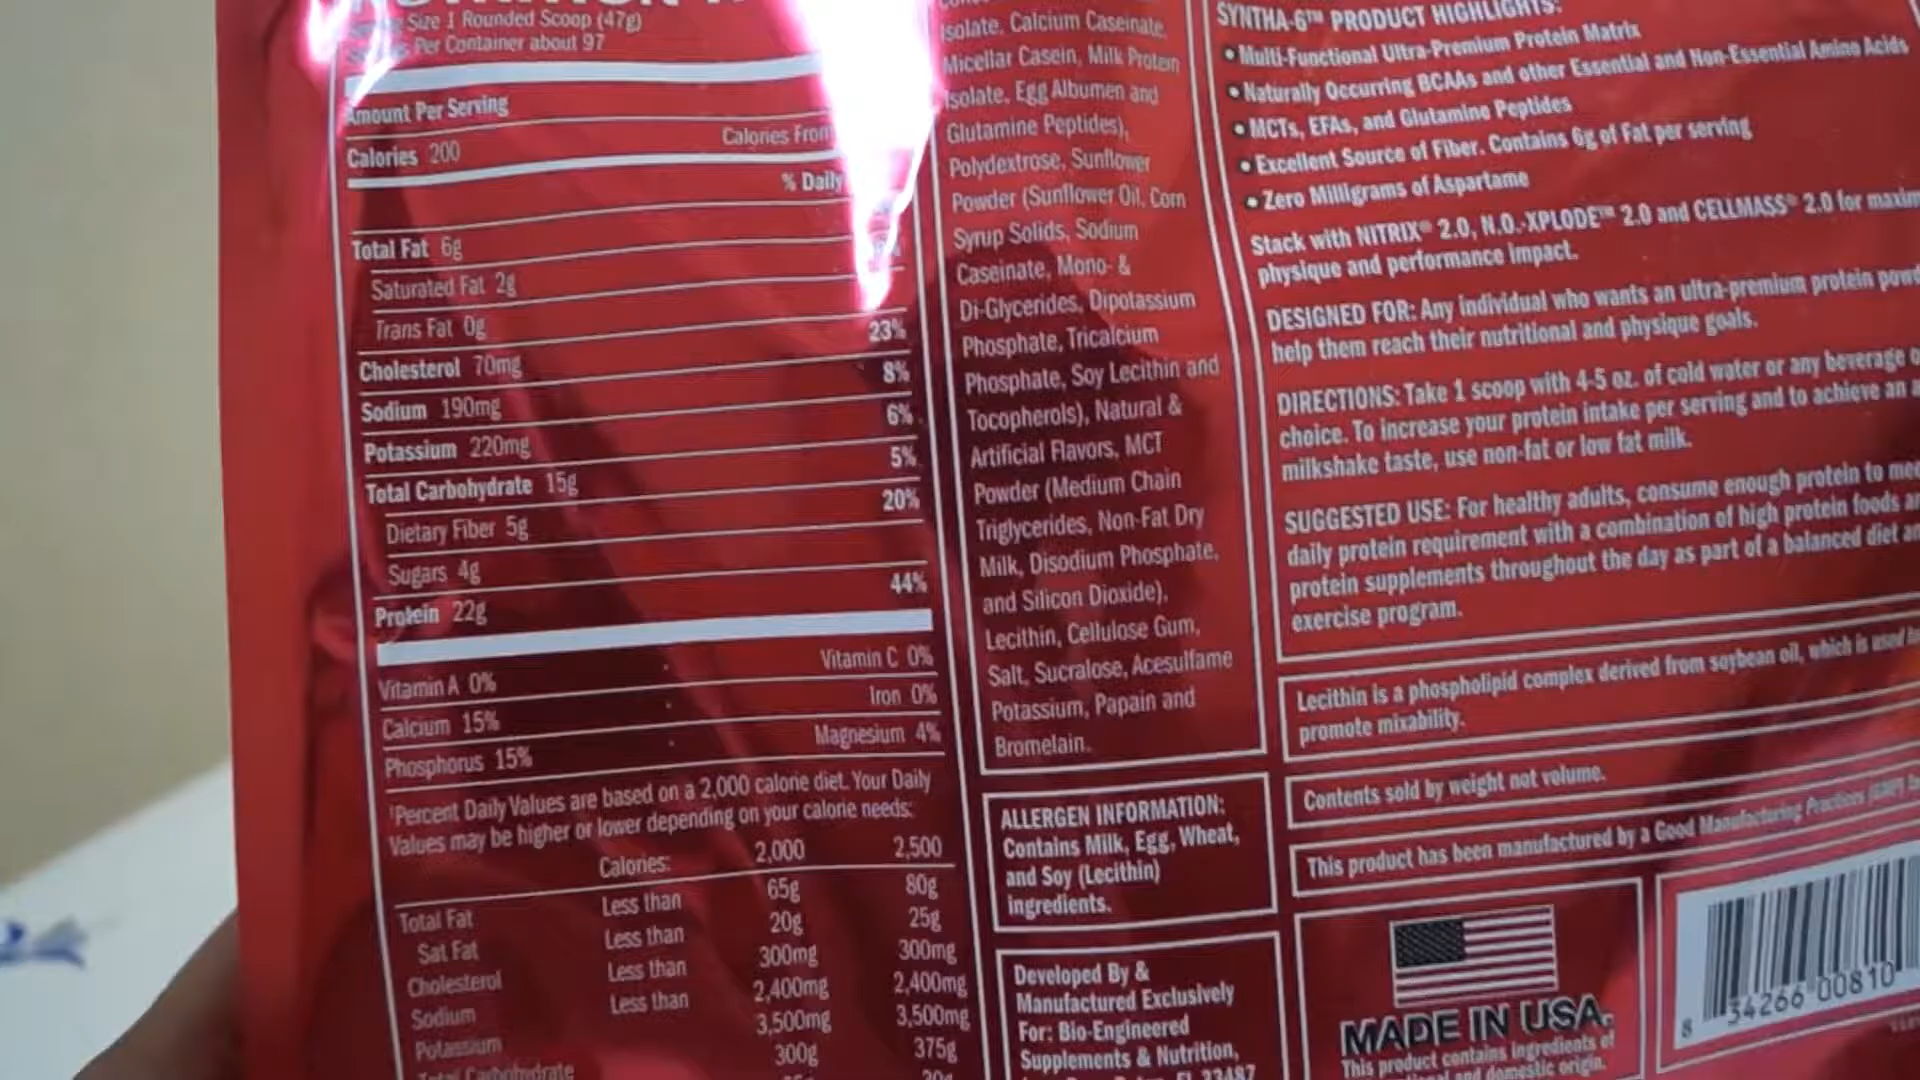 Size 1 Rounded Scoop (47g)
Per Container about 97
Amount Per Serving
Calories 200 Calories From
% Daily
Total Fat 6g
Saturated Fat 2g
Trans Fat 0g
Cholesterol 70mg 23%
Sodium 190mg 8%
Potassium 220mg 6%
Total Carbohydrate 15g 5%
Dietary Fiber 5g 20%
Sugars 4g
Protein 22g 44%
Vitamin A 0% Vitamin C 0%
Calcium 15% Iron 0%
Phosphorus 15% Magnesium 4%
Percent Daily Values are based on a 2,000 calorie diet. Your Daily
Values may be higher or lower depending on your calorie needs:
Calories: 2,000 2,500
Total Fat Less than 65g 80g
Sat Fat Less than 20g 25g
Cholesterol Less than 300mg 300mg
Sodium Less than 2,400mg 2,400mg
Potassium 3,500mg 3,500mg
Total Carbohydrate 300g 375g
Isolate, Calcium Caseinate,
Micellar Casein, Milk Protein
Isolate, Egg Albumen and
Glutamine Peptides),
Polydextrose, Sunflower
Powder (Sunflower Oil, Corn
Syrup Solids, Sodium
Caseinate, Mono- &
Di-Glycerides, Dipotassium
Phosphate, Tricalcium
Phosphate, Soy Lecithin and
Tocopherols), Natural &
Artificial Flavors, MCT
Powder (Medium Chain
Triglycerides, Non-Fat Dry
Milk, Disodium Phosphate,
and Silicon Dioxide),
Lecithin, Cellulose Gum,
Salt, Sucralose, Acesulfame
Potassium, Papain and
Bromelain.
ALLERGEN INFORMATION:
Contains Milk, Egg, Wheat,
and Soy (Lecithin)
ingredients.
Developed By &
Manufactured Exclusively
For: Bio-Engineered
Supplements & Nutrition,
FL 33487
SYNTHA-6™ PRODUCT HIGHLIGHTS:
• Multi-Functional Ultra-Premium Protein Matrix
• Naturally Occurring BCAAs and other Essential and Non-Essential Amino Acids
• MCTs, EFAs, and Glutamine Peptides
• Excellent Source of Fiber. Contains 6g of Fat per serving
• Zero Milligrams of Aspartame
Stack with NITRIX® 2.0, N.O.-XPLODE™ 2.0 and CELLMASS® 2.0 for
physique and performance impact.
DESIGNED FOR: Any individual who wants an ultra-premium protein
help them reach their nutritional and physique goals.
DIRECTIONS: Take 1 scoop with 4-5 oz. of cold water or any beverage
choice. To increase your protein intake per serving and to achieve an
milkshake taste, use non-fat or low fat milk.
SUGGESTED USE: For healthy adults, consume enough protein to
daily protein requirement with a combination of high protein foods
protein supplements throughout the day as part of a balanced diet
exercise program.
Lecithin is a phospholipid complex derived from soybean oil, which is used
promote mixability.
Contents sold by weight not volume.
This product has been manufactured by a Good Manufacturing Practices
MADE IN USA.
This product contains ingredients of
and domestic origin.
8 34266 00810